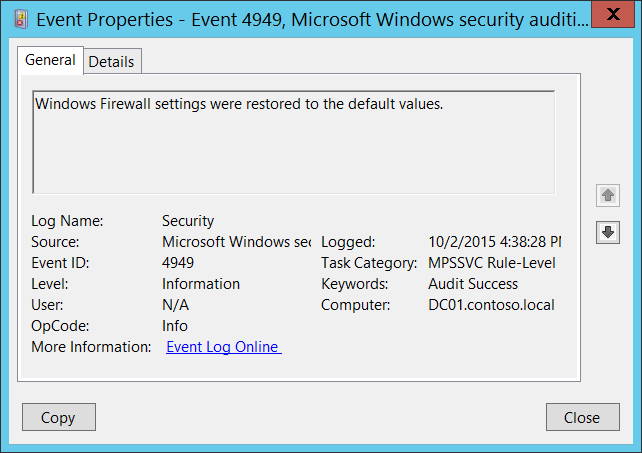 Event Properties - Event 4949, Microsoft Windows security auditi... X
General Details
Windows Firewall settings were restored to the default values.
Log Name: Security
Source: Microsoft Windows sec Logged: 10/2/2015 4:38:28 PM
Event ID: 4949 Task Category: MPSSVC Rule-Level
Level: Information Keywords: Audit Success
User: N/A Computer: DC01.contoso.local
OpCode: Info
More Information: Event Log Online
Copy Close